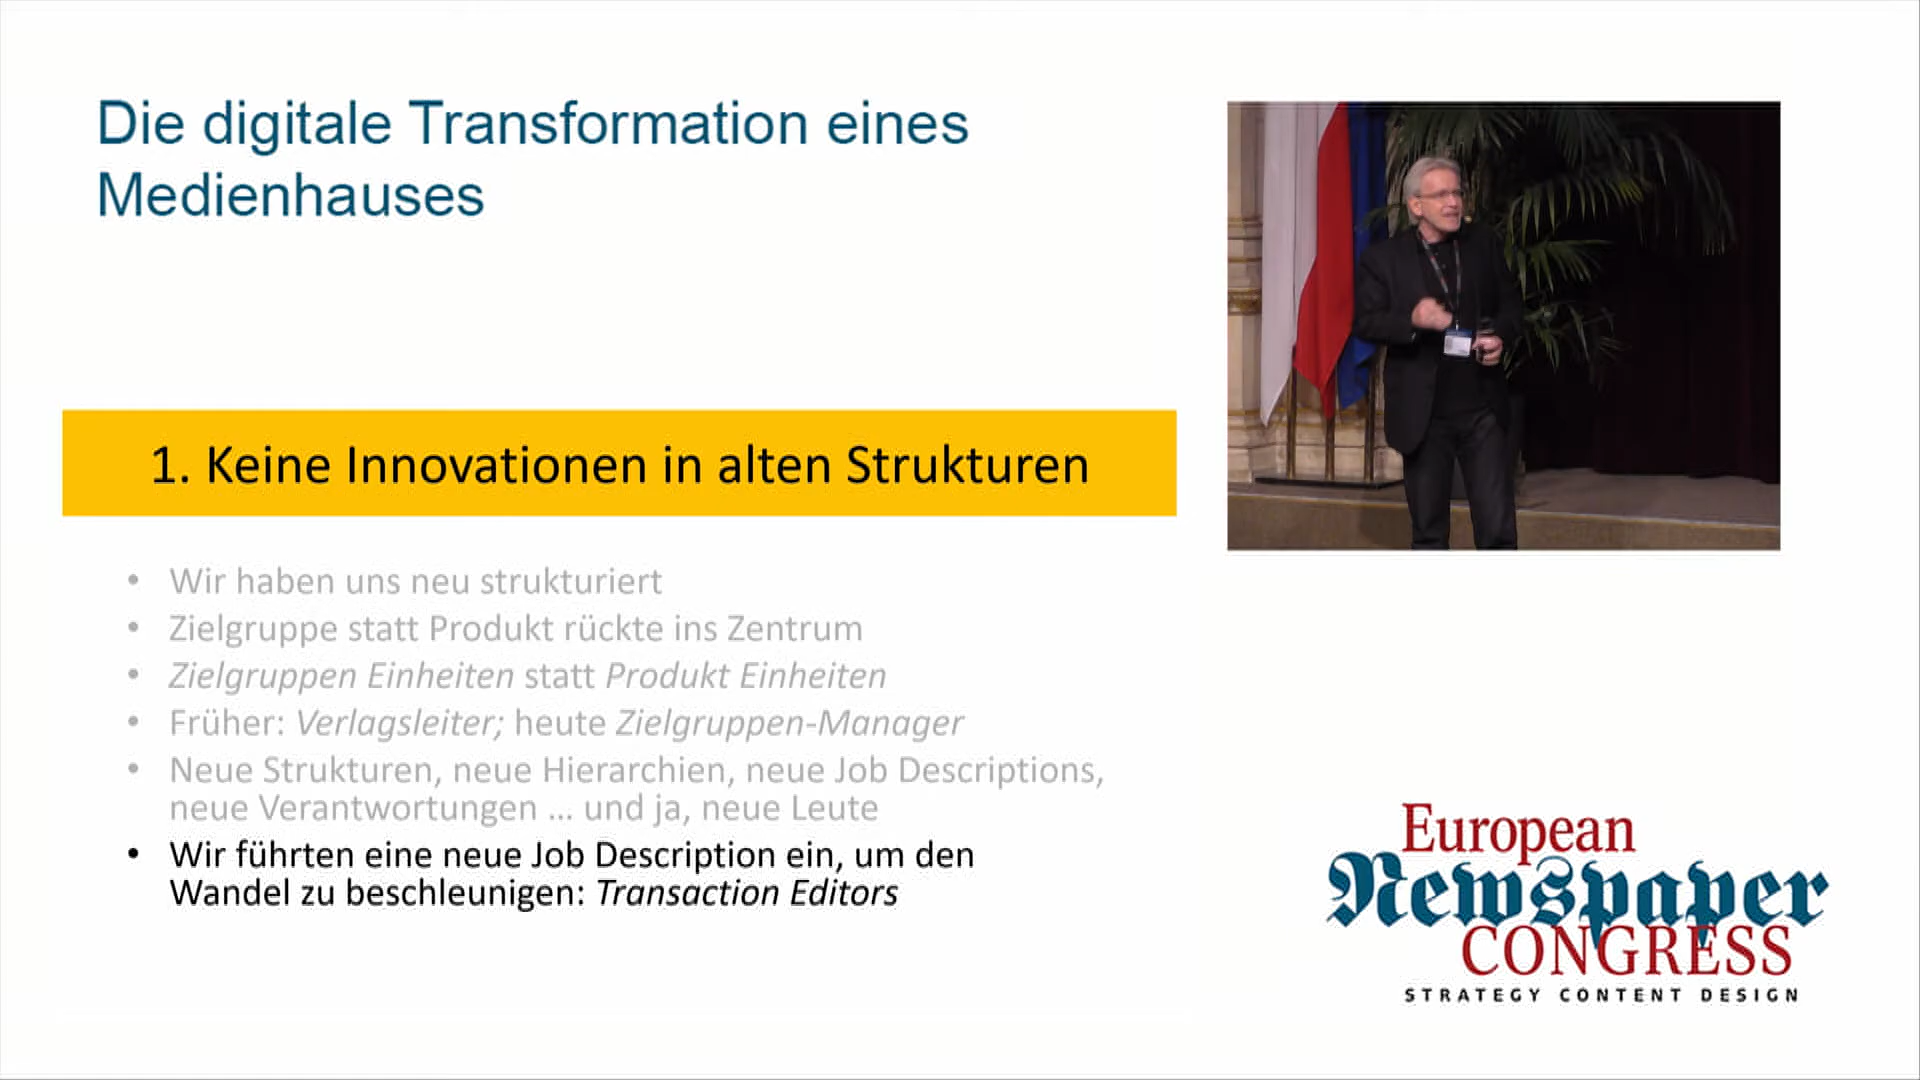 Die digitale Transformation eines
Medienhauses
1. Keine Innovationen in alten Strukturen
• Wir haben uns neu strukturiert
• Zielgruppe statt Produkt rückte ins Zentrum
• Zielgruppen Einheiten statt Produkt Einheiten
• Früher: Verlagsleiter; heute Zielgruppen-Manager
• Neue Strukturen, neue Hierarchien, neue Job Descriptions,
neue Verantwortungen ... und ja, neue Leute
• Wir führten eine neue Job Description ein, um den
Wandel zu beschleunigen: Transaction Editors
European
Newspaper
CONGRESS
STRATEGY CONTENT DESIGN